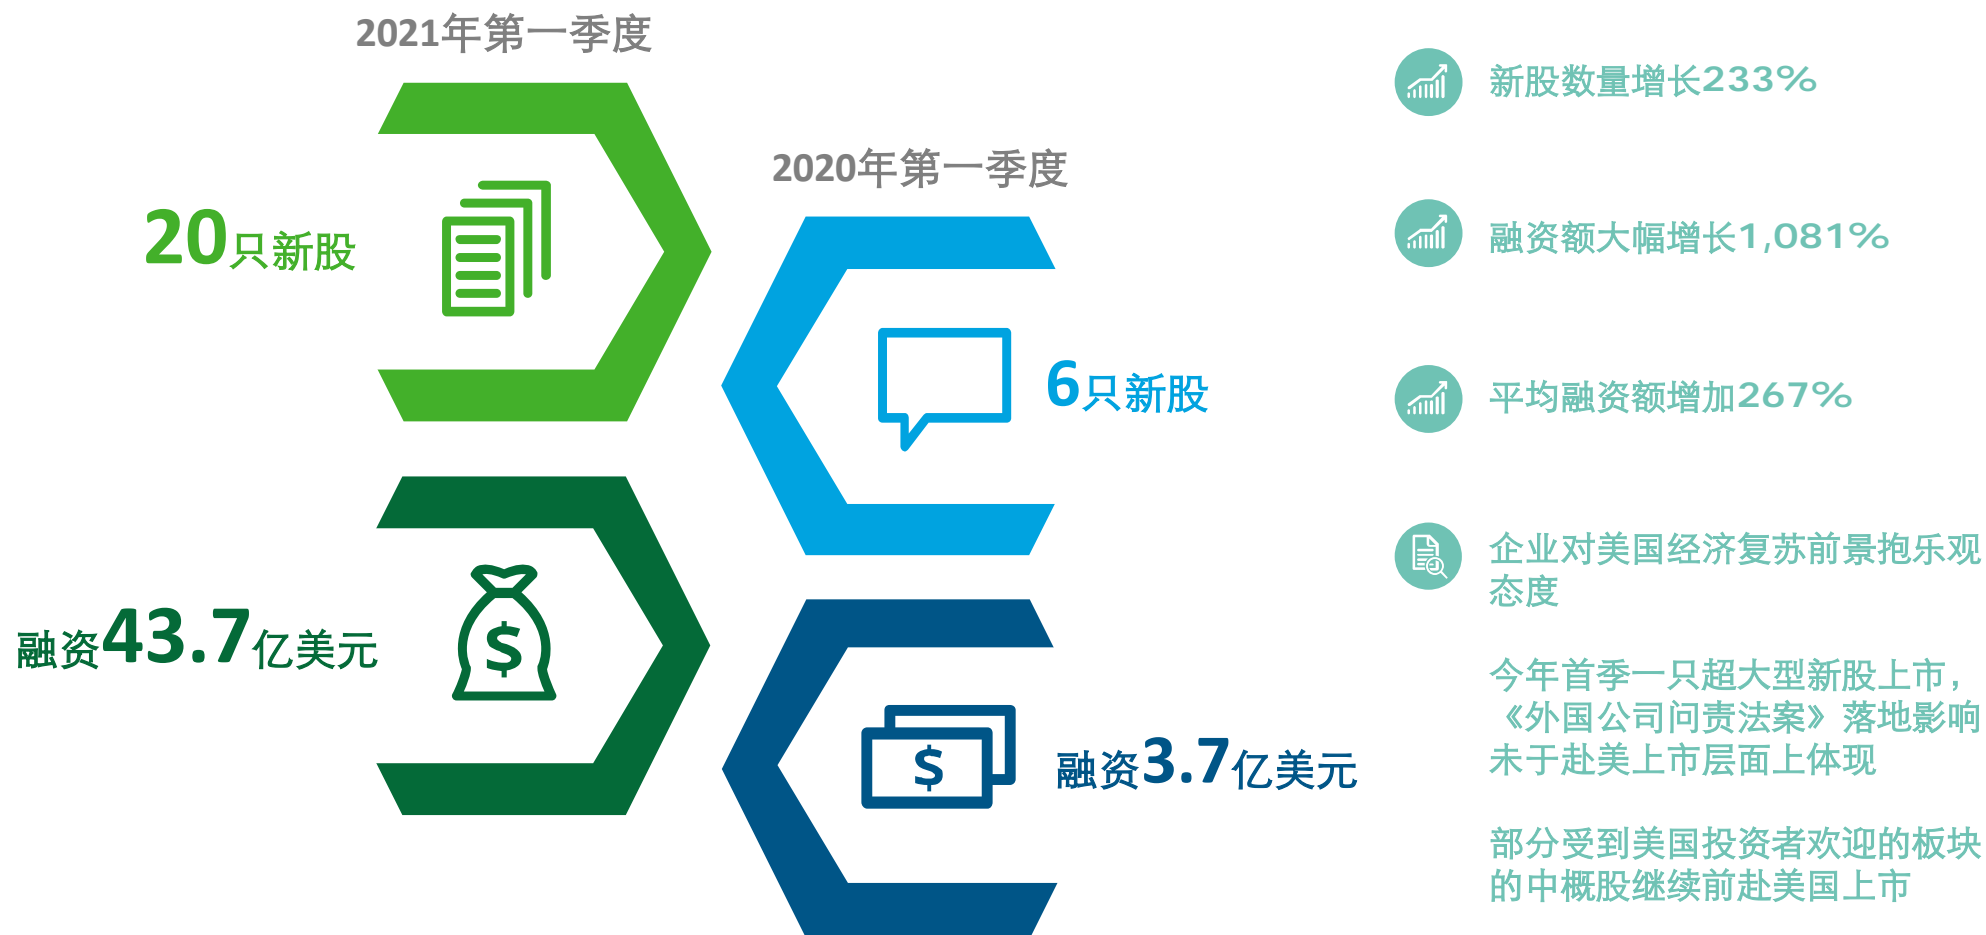 2021年第一季度
20只新股
融资43.7亿美元
2020年第一季度
6只新股
融资3.7亿美元
新股数量增长233%
融资额大幅增长1,081%
平均融资额增加267%
企业对美国经济复苏前景抱乐观
态度
今年首季一只超大型新股上市，
《外国公司问责法案》落地影响
未于赴美上市层面上体现
部分受到美国投资者欢迎的板块
的中概股继续前赴美国上市